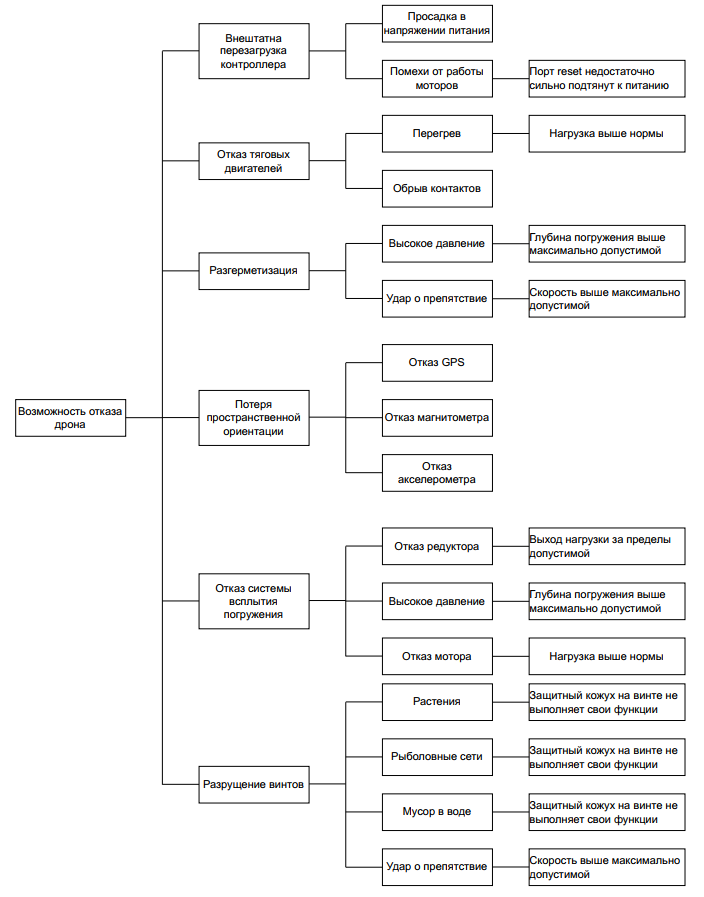 Просадка в
напряжении питания
Внештатна
перезагрузка
контроллера
Помехи от работы
моторов
Порт reset недостаточно
сильно подтянут к питанию
Перегрев
Нагрузка выше нормы
Отказ тяговых
двигателей
Обрыв контактов
Высокое давление
Глубина погружения выше
максимально допустимой
Разгерметизация
Удар о препятствие
Скорость выше максимально
допустимой
Отказ GPS
Возможность отказа
дрона
Потеря
пространственной
ориентации
Отказ магнитометра
Отказ
акселерометра
Отказ редуктора
Выход нагрузки за пределы
допустимой
Отказ системы
всплытия
погружения
Высокое давление
Глубина погружения выше
максимально допустимой
Отказ мотора
Нагрузка выше нормы
Растения
Защитный кожух на винте не
выполняет свои функции
Рыболовные сети
Защитный кожух на винте не
выполняет свои функции
Разрущение винтов
Мусор в воде
Защитный кожух на винте не
выполняет свои функции
Удар о препятствие
Скорость выше максимально
допустимой